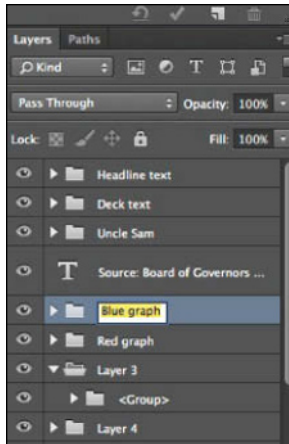 Layers Paths
Kind
Pass Through Opacity: 100%
Lock: Fill: 100%
Headline text
Deck text
Uncle Sam
T Source: Board of Governors ...
Blue graph
Red graph
Layer 3
<Group>
Layer 4